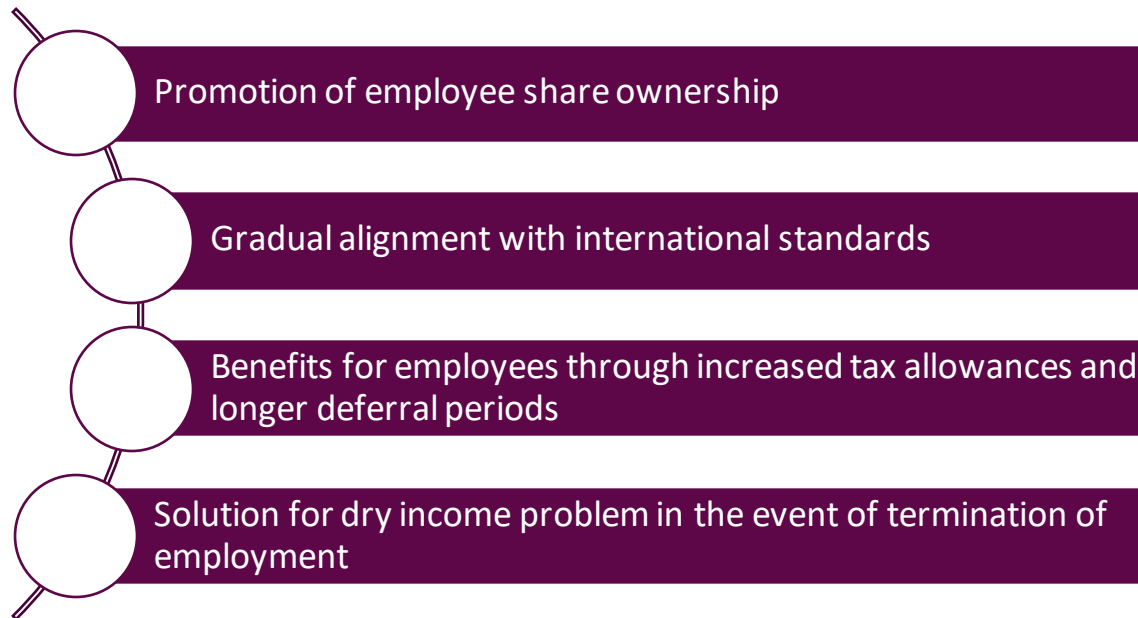 Promotion of employee share ownership
Gradual alignment with international standards
Benefits for employees through increased tax allowances and
longer deferral periods
Solution for dry income problem in the event of termination of
employment